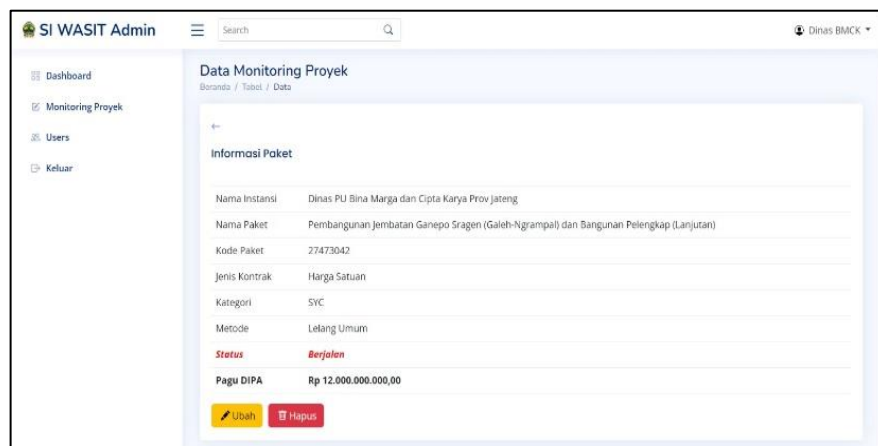 SI WASIT Admin
Search
Dinas BMCK
Dashboard
Monitoring Proyek
Users
Keluar
Data Monitoring Proyek
Beranda / Tabel / Data
←
Informasi Paket
Nama Instansi Dinas PU Bina Marga dan Cipta Karya Prov Jateng
Nama Paket Pembangunan Jembatan Ganepo Sragen (Galeh-Ngrampal) dan Bangunan Pelengkap (Lanjutan)
Kode Paket 27473042
Jenis Kontrak Harga Satuan
Kategori SYC
Metode Lelang Umum
Status Berjalan
Pagu DIPA Rp 12.000.000.000,00
Ubah Hapus